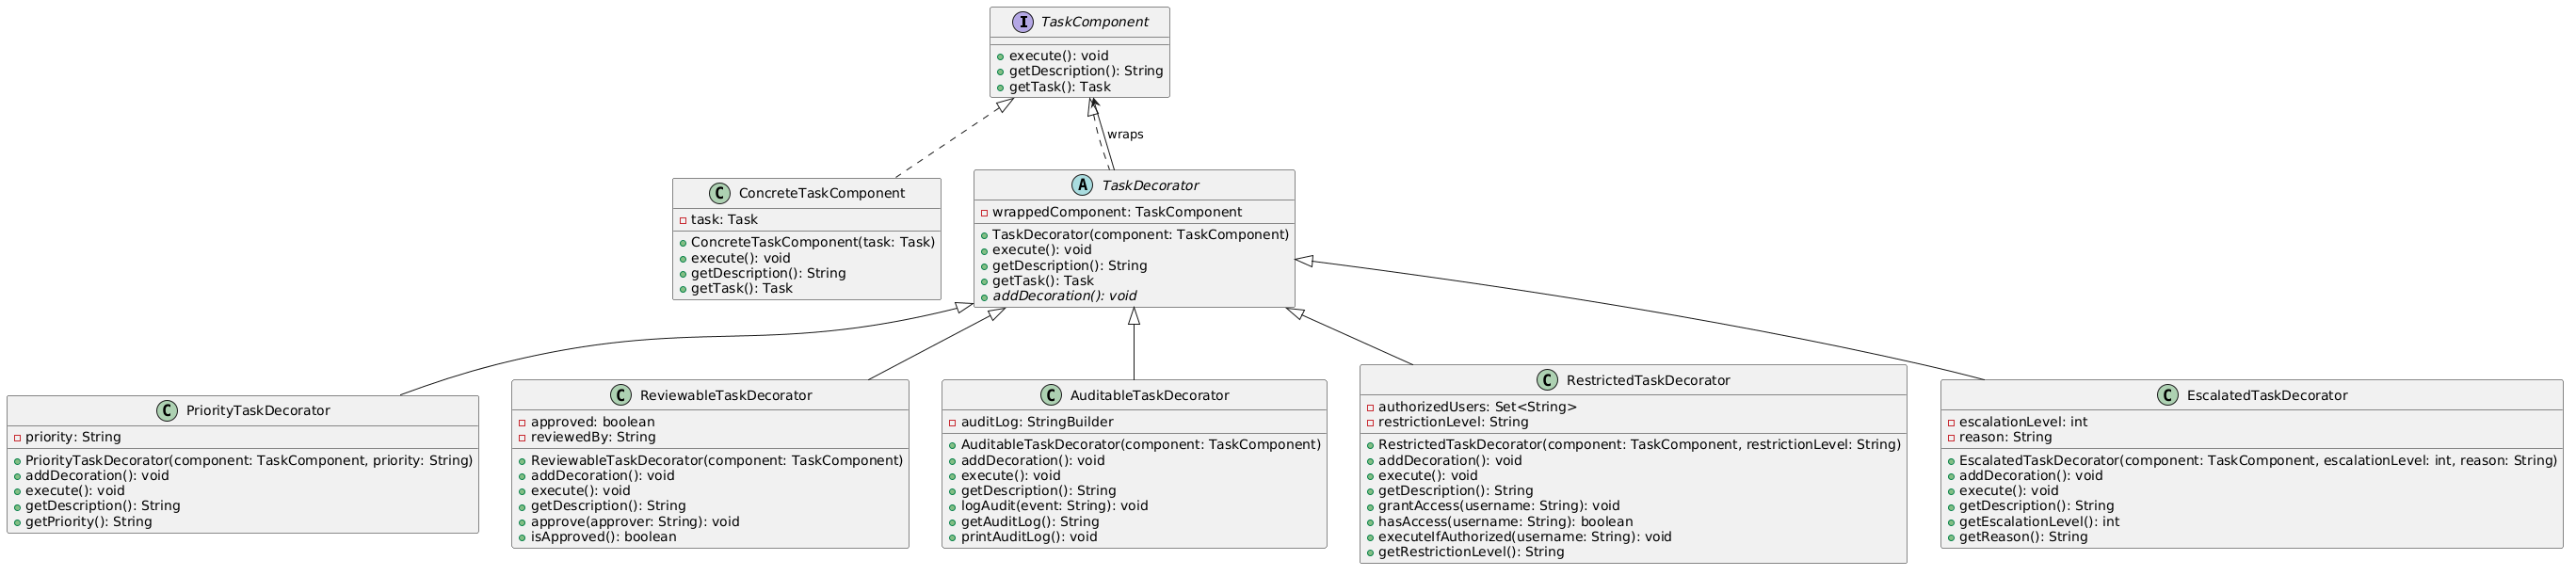 I TaskComponent
execute(): void
getDescription(): String
getTask(): Task
wraps
C ConcreteTaskComponent
task: Task
ConcreteTaskComponent(task: Task)
execute(): void
getDescription(): String
getTask(): Task
A TaskDecorator
wrappedComponent: TaskComponent
TaskDecorator(component: TaskComponent)
execute(): void
getDescription(): String
getTask(): Task
addDecoration(): void
C PriorityTaskDecorator
priority: String
PriorityTaskDecorator(component: TaskComponent, priority: String)
addDecoration(): void
execute(): void
getDescription(): String
getPriority(): String
C ReviewableTaskDecorator
approved: boolean
reviewedBy: String
ReviewableTaskDecorator(component: TaskComponent)
addDecoration(): void
execute(): void
getDescription(): String
approve(approver: String): void
isApproved(): boolean
C AuditableTaskDecorator
auditLog: StringBuilder
AuditableTaskDecorator(component: TaskComponent)
addDecoration(): void
execute(): void
getDescription(): String
logAudit(event: String): void
getAuditLog(): String
printAuditLog(): void
C RestrictedTaskDecorator
authorizedUsers: Set<String>
restrictionLevel: String
RestrictedTaskDecorator(component: TaskComponent, restrictionLevel: String)
addDecoration(): void
execute(): void
getDescription(): String
grantAccess(username: String): void
hasAccess(username: String): boolean
executeIfAuthorized(username: String): void
getRestrictionLevel(): String
C EscalatedTaskDecorator
escalationLevel: int
reason: String
EscalatedTaskDecorator(component: TaskComponent, escalationLevel: int, reason: String)
addDecoration(): void
execute(): void
getDescription(): String
getEscalationLevel(): int
getReason(): String